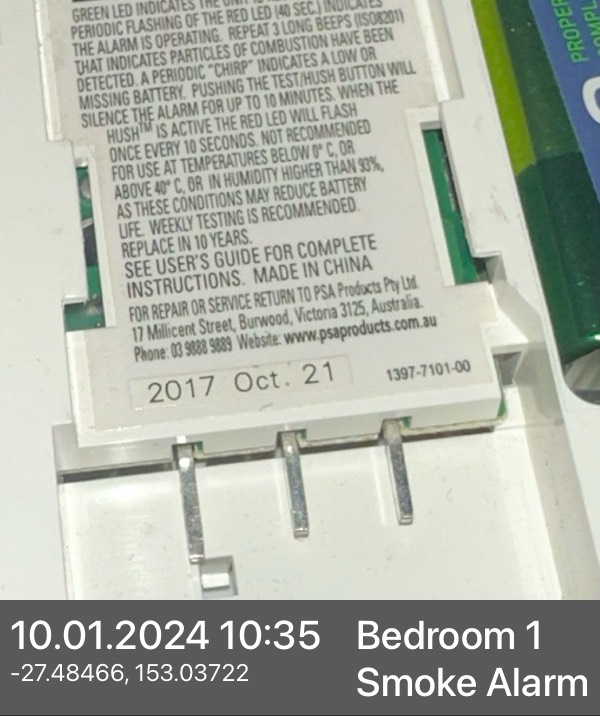 GREEN LED INDICATES THE UNIT IS
PERIODIC FLASHING OF THE RED LED (40 SEC.) INDICATES
THE ALARM IS OPERATING. REPEAT 3 LONG BEEPS (ISO8201)
THAT INDICATES PARTICLES OF COMBUSTION HAVE BEEN
DETECTED. A PERIODIC "CHIRP" INDICATES A LOW OR
MISSING BATTERY. PUSHING THE TEST/HUSH BUTTON WILL
SILENCE THE ALARM FOR UP TO 10 MINUTES. WHEN THE
HUSH™ IS ACTIVE THE RED LED WILL FLASH
ONCE EVERY 10 SECONDS. NOT RECOMMENDED
FOR USE AT TEMPERATURES BELOW 0° C, OR
ABOVE 40° C, OR IN HUMIDITY HIGHER THAN 93%,
AS THESE CONDITIONS MAY REDUCE BATTERY
LIFE. WEEKLY TESTING IS RECOMMENDED.
REPLACE IN 10 YEARS.
SEE USER'S GUIDE FOR COMPLETE
INSTRUCTIONS. MADE IN CHINA
FOR REPAIR OR SERVICE RETURN TO PSA Products Pty Ltd.
17 Millicent Street, Burwood, Victoria 3125, Australia.
Phone: 03 9888 9889 Website: www.psaproducts.com.au
2017 Oct. 21
1397-7101-00
10.01.2024 10:35
-27.48466, 153.03722
Bedroom 1
Smoke Alarm